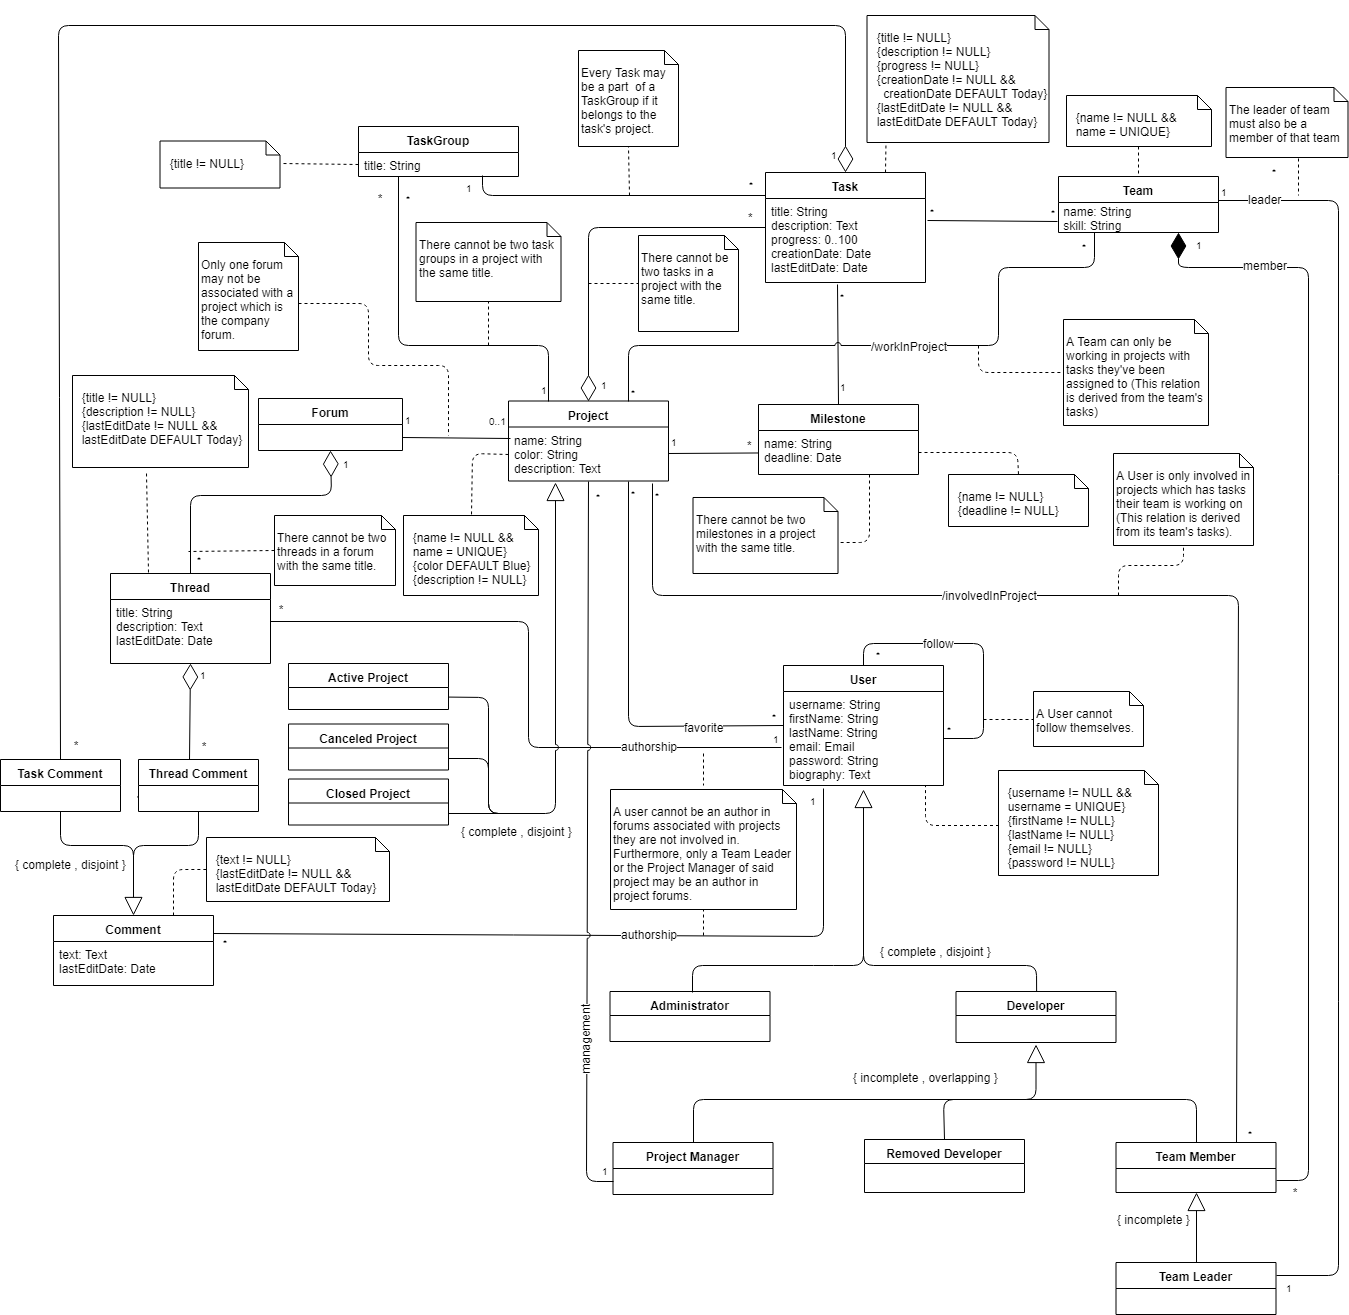 {title != NULL}
{description != NULL}
{progress != NULL}
{creationDate != NULL &&
creationDate DEFAULT Today}
{lastEditDate != NULL &&
lastEditDate DEFAULT Today}
Every Task may
be a part of a
TaskGroup if it
belongs to the
task's project.
{name != NULL &&
name = UNIQUE}
The leader of team
must also be a
member of that team
TaskGroup
title: String
{title != NULL}
1
*
1
*
*
*
Task
title: String
description: Text
progress: 0..100
creationDate: Date
lastEditDate: Date
*
*
*
Team
name: String
skill: String
1
leader
*
*
1
member
There cannot be two task
groups in a project with
the same title.
There cannot be
two tasks in a
project with the
same title.
Only one forum
may not be
associated with a
project which is
the company
forum.
*
/workInProject
A Team can only be
working in projects with
tasks they've been
assigned to (This relation
is derived from the team's
tasks)
{title != NULL}
{description != NULL}
{lastEditDate != NULL &&
lastEditDate DEFAULT Today}
Forum
1
0..1
1
1
*
1
Project
name: String
color: String
description: Text
1
*
Milestone
name: String
deadline: Date
1
{name != NULL}
{deadline != NULL}
A User is only involved in
projects which has tasks
their team is working on
(This relation is derived
from its team's tasks).
There cannot be two
milestones in a project
with the same title.
There cannot be two
threads in a forum
with the same title.
{name != NULL &&
name = UNIQUE}
{color DEFAULT Blue}
{description != NULL}
*
*
*
*
Thread
title: String
description: Text
lastEditDate: Date
*
1
/involvedInProject
follow
*
*
User
username: String
firstName: String
lastName: String
email: Email
password: String
biography: Text
A User cannot
follow themselves.
Active Project
Canceled Project
Closed Project
{ complete , disjoint }
*
favorite
1
authorship
1
{username != NULL &&
username = UNIQUE}
{firstName != NULL}
{lastName != NULL}
{email != NULL}
{password != NULL}
*
*
Task Comment
Thread Comment
{ complete , disjoint }
{text != NULL}
{lastEditDate != NULL &&
lastEditDate DEFAULT Today}
A user cannot be an author in
forums associated with projects
they are not involved in.
Furthermore, only a Team Leader
or the Project Manager of said
project may be an author in
project forums.
Comment
text: Text
lastEditDate: Date
*
authorship
{ complete , disjoint }
Administrator
Developer
management
{ incomplete , overlapping }
1
Project Manager
Removed Developer
*
Team Member
*
{ incomplete }
Team Leader
1